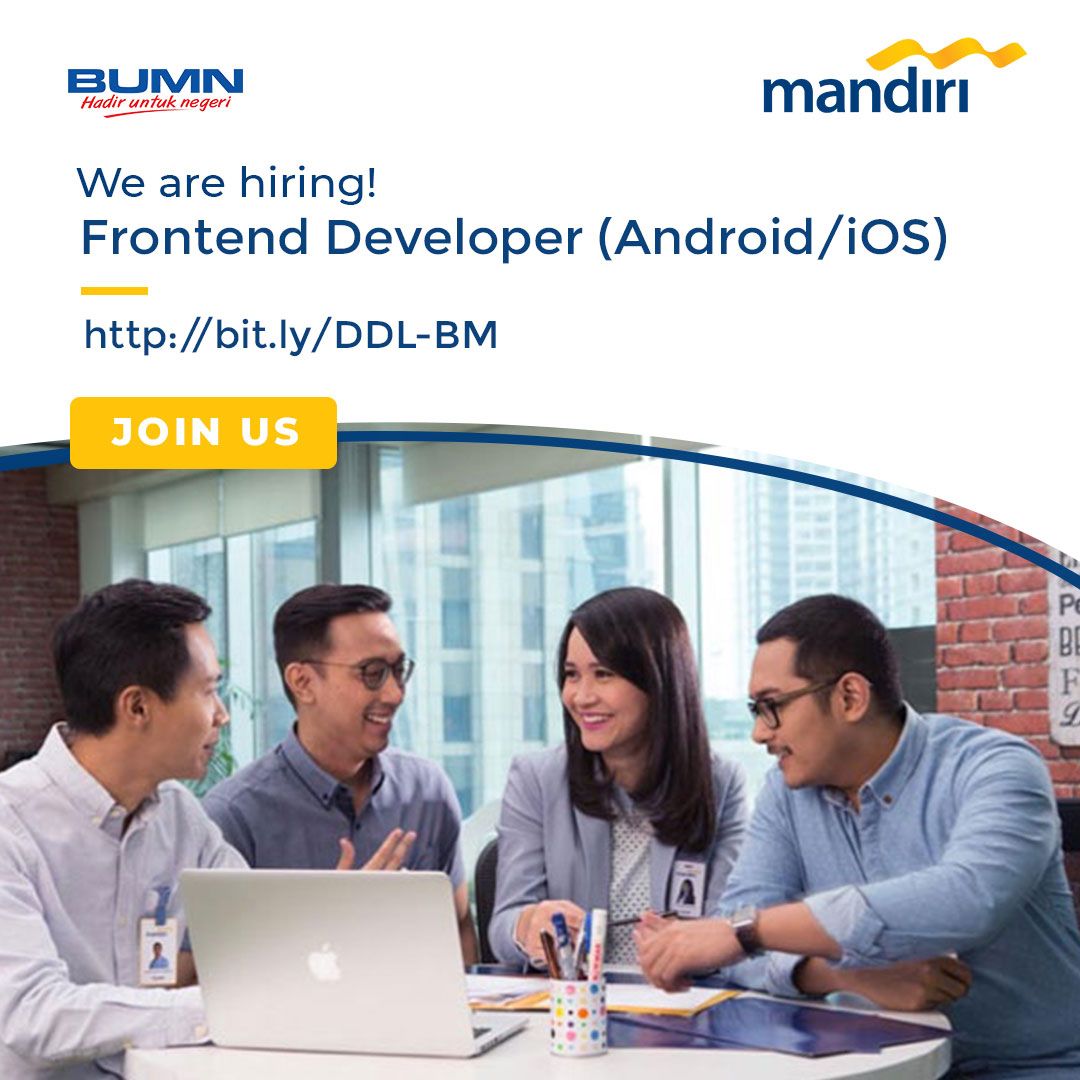 BUMN
Hadir untuk negeri
mandiri
We are hiring!
Frontend Developer (Android/iOS)
http://bit.ly/DDL-BM
JOIN US